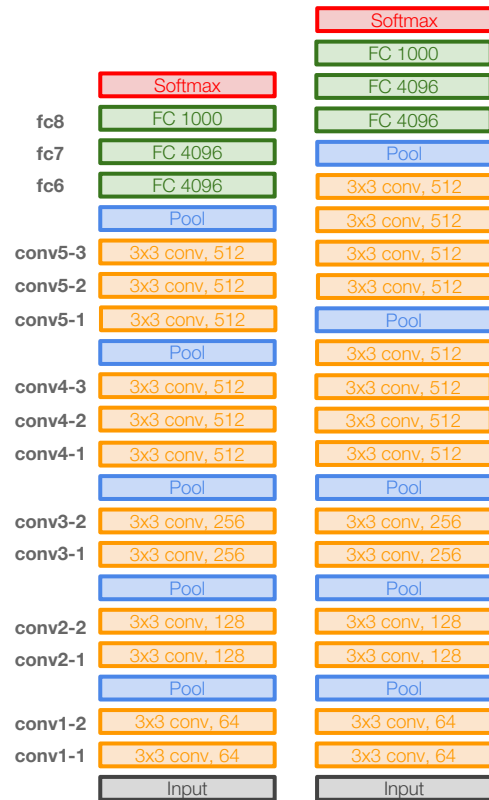 Softmax
FC 1000
Softmax
FC 4096
fc8
FC 1000
FC 4096
fc7
FC 4096
Pool
fc6
FC 4096
3x3 conv, 512
Pool
3x3 conv, 512
conv5-3
3x3 conv, 512
3x3 conv, 512
conv5-2
3x3 conv, 512
3x3 conv, 512
conv5-1
3x3 conv, 512
Pool
Pool
3x3 conv, 512
conv4-3
3x3 conv, 512
3x3 conv, 512
conv4-2
3x3 conv, 512
3x3 conv, 512
conv4-1
3x3 conv, 512
3x3 conv, 512
Pool
Pool
conv3-2
3x3 conv, 256
3x3 conv, 256
conv3-1
3x3 conv, 256
3x3 conv, 256
Pool
Pool
conv2-2
3x3 conv, 128
3x3 conv, 128
conv2-1
3x3 conv, 128
3x3 conv, 128
Pool
Pool
conv1-2
3x3 conv, 64
3x3 conv, 64
conv1-1
3x3 conv, 64
3x3 conv, 64
Input
Input